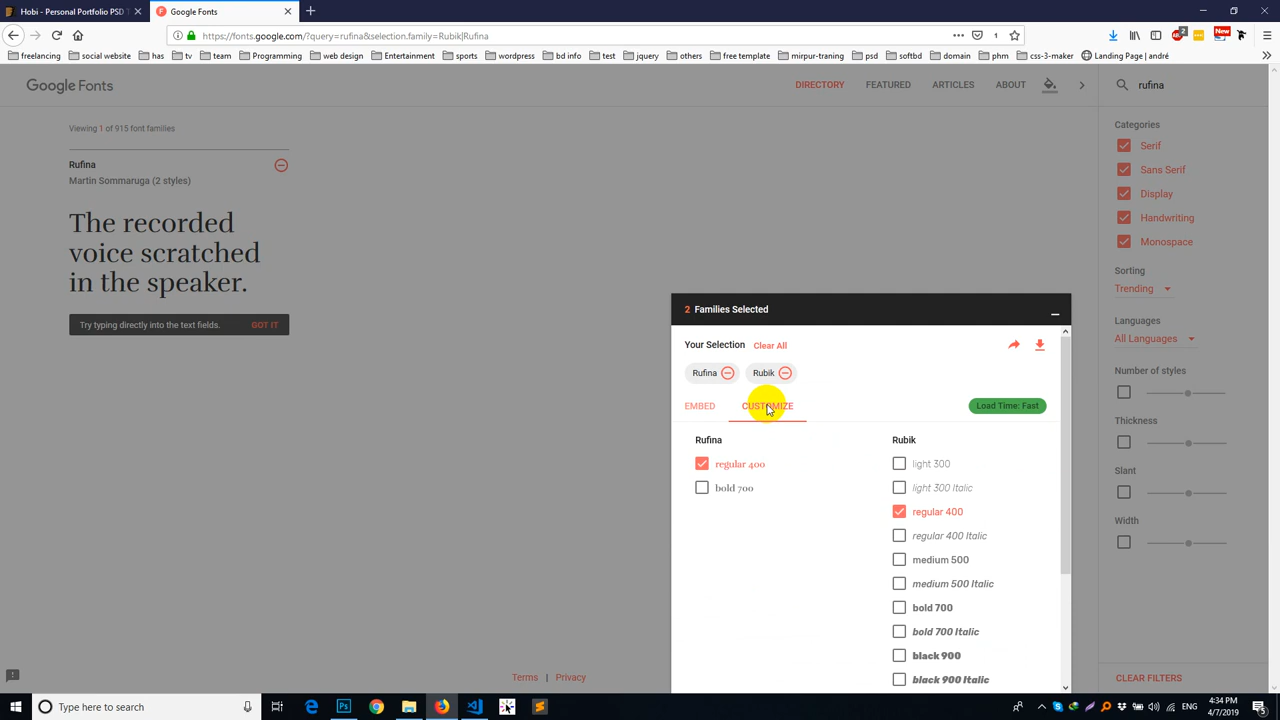 Hobi - Personal Portfolio PSD T
Google Fonts
https://fonts.google.com/?query=rufina&selection.family=Rubik|Rufina
1
2
New
freelancing
social website
has
tv
team
Programming
web design
Entertainment
sports
wordpress
bd info
test
jquery
others
free template
mirpur-traning
psd
softbd
domain
phm
css-3-maker
Landing Page | André
Google Fonts
DIRECTORY
FEATURED
ARTICLES
ABOUT
rufina
Viewing 1 of 915 font families
Rufina
Martin Sommaruga (2 styles)
The recorded
voice scratched
in the speaker.
Try typing directly into the text fields.
GOT IT
Categories
Serif
Sans Serif
Display
Handwriting
Monospace
Sorting
Trending
Languages
All Languages
Number of styles
Thickness
Slant
Width
CLEAR FILTERS
2 Families Selected
Your Selection
Clear All
Rufina
Rubik
EMBED
CUSTOMIZE
Load Time: Fast
Rufina
regular 400
bold 700
Rubik
light 300
light 300 Italic
regular 400
regular 400 Italic
medium 500
medium 500 Italic
bold 700
bold 700 Italic
black 900
black 900 Italic
Terms | Privacy
Type here to search
ENG
4:34 PM
4/7/2019
5